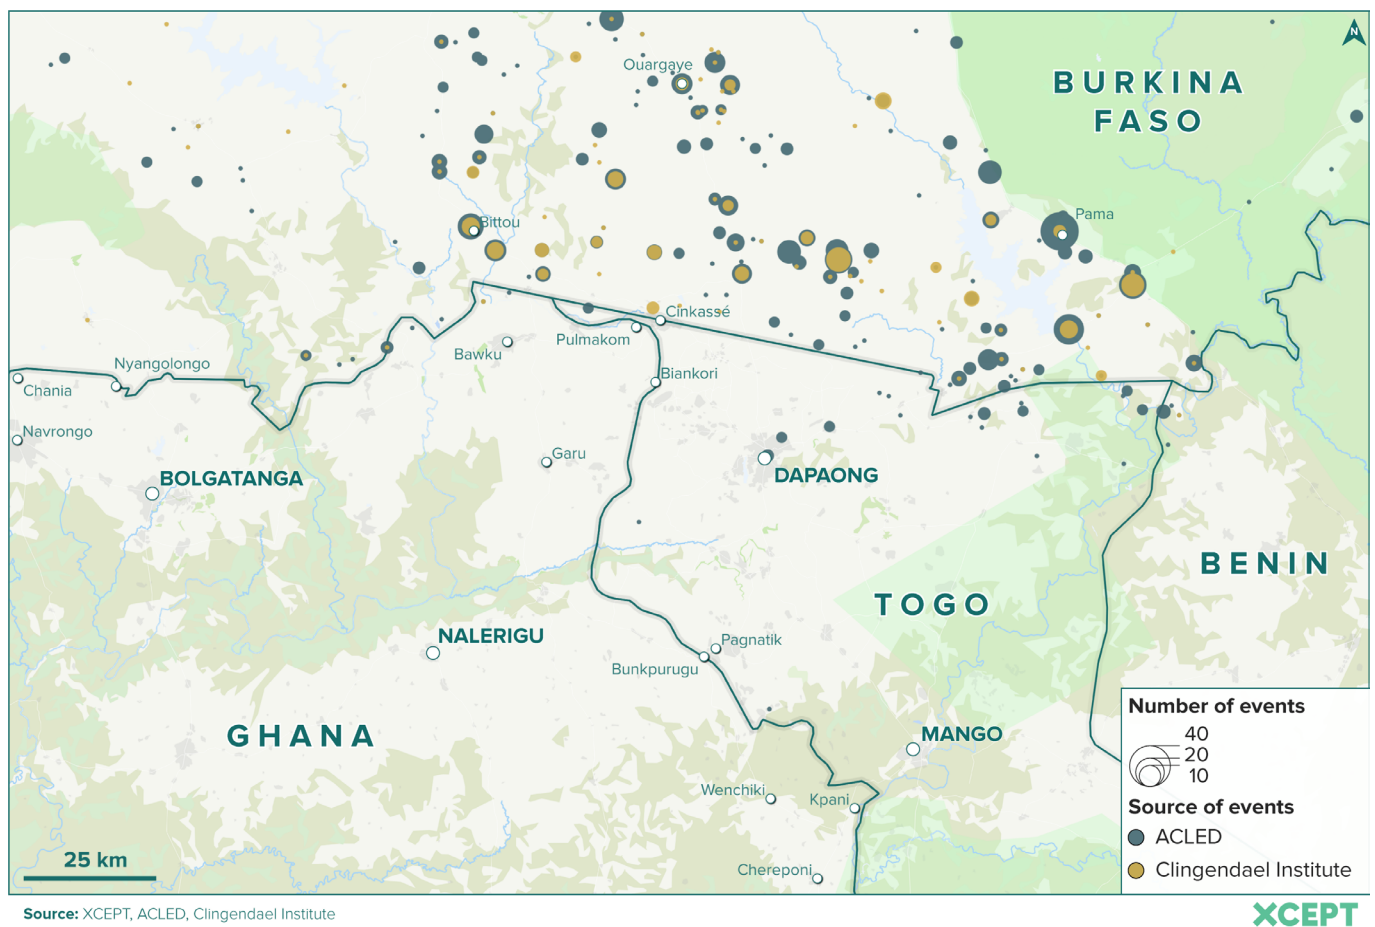 N
Ouargaye
BURKINA
FASO
Bittou
Pama
Cinkassé
Pulmakom
Bawku
Nyangolongo
Biankori
Chania
Navrongo
Garu
BOLGATANGA
DAPAONG
BENIN
TOGO
NALERIGU
Pagnatik
Bunkpurugu
GHANA
MANGO
Wenchiki
Kpani
Chereponi
25 km
Number of events
40
20
10
Source of events
ACLED
Clingendael Institute
Source: XCEPT, ACLED, Clingendael Institute
XCEPT